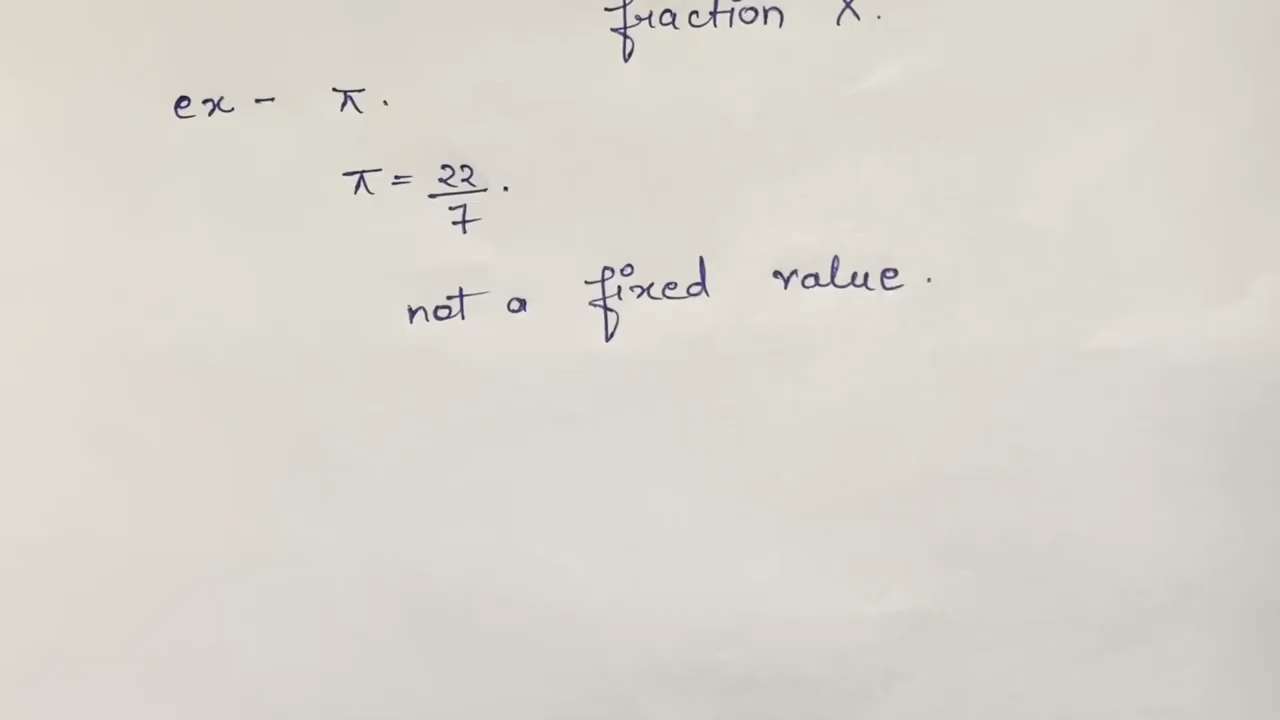 fraction X.
ex - π.
π = 22/7.
not a fixed value.